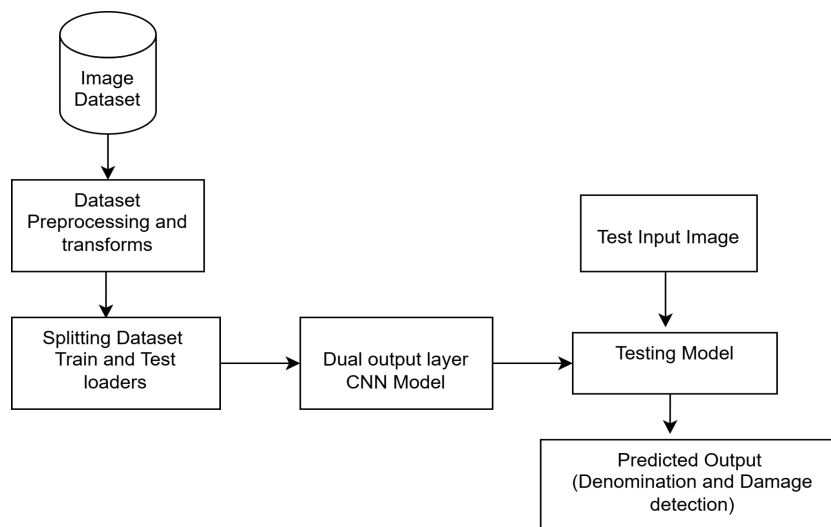 Image
Dataset
Dataset
Preprocessing and
transforms
Splitting Dataset
Train and Test
loaders
Dual output layer
CNN Model
Test Input Image
Testing Model
Predicted Output
(Denomination and Damage
detection)